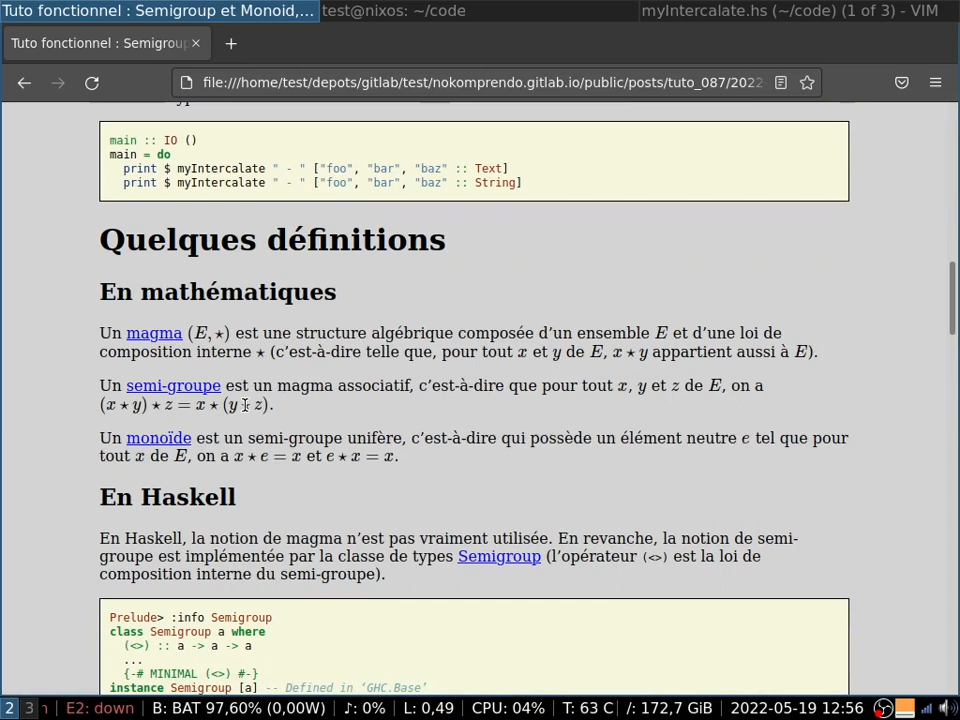 Tuto fonctionnel : Semigroup et Monoid,... test@nixos: ~/code myIntercalate.hs (~/code) (1 of 3) - VIM
Tuto fonctionnel : Semigroup
file:///home/test/depots/gitlab/test/nokomprendo.gitlab.io/public/posts/tuto_087/2022
main :: IO ()
main = do
print $ myIntercalate " - " ["foo", "bar", "baz" :: Text]
print $ myIntercalate " - " ["foo", "bar", "baz" :: String]
Quelques définitions
En mathématiques
Un magma (E,⋆) est une structure algébrique composée d’un ensemble E et d’une loi de
composition interne ⋆ (c’est-à-dire telle que, pour tout x et y de E, x ⋆ y appartient aussi à E).
Un semi-groupe est un magma associatif, c’est-à-dire que pour tout x, y et z de E, on a
(x ⋆ y) ⋆ z = x ⋆ (y ⋆ z).
Un monoïde est un semi-groupe unifère, c’est-à-dire qui possède un élément neutre e tel que pour
tout x de E, on a x ⋆ e = x et e ⋆ x = x.
En Haskell
En Haskell, la notion de magma n’est pas vraiment utilisée. En revanche, la notion de semi-
groupe est implémentée par la classe de types Semigroup (l’opérateur (<>) est la loi de
composition interne du semi-groupe).
Prelude> :info Semigroup
class Semigroup a where
(<>) :: a -> a -> a
...
{-# MINIMAL (<>) #-}
instance Semigroup [a] -- Defined in ‘GHC.Base’
2 3 E2: down B: BAT 97,60% (0,00W) ♪: 0% L: 0,49 CPU: 04% T: 63 C /: 172,7 GiB 2022-05-19 12:56